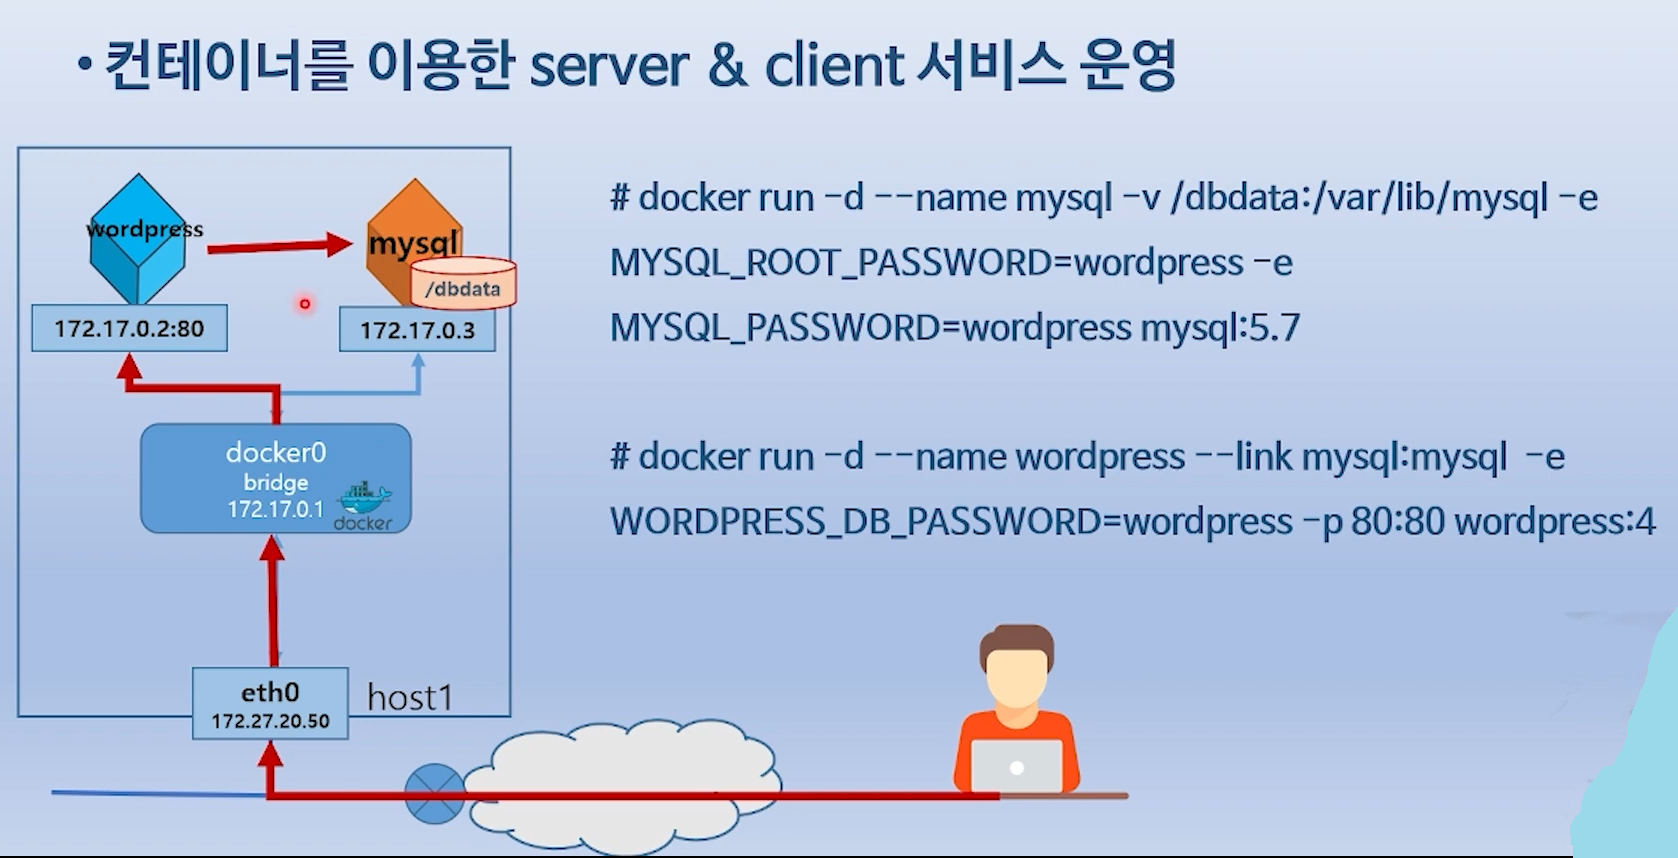 • 컨테이너를 이용한 server & client 서비스 운영
wordpress
mysql
/dbdata
172.17.0.2:80
172.17.0.3
docker0
bridge
172.17.0.1
docker
eth0
172.27.20.50
host1
# docker run -d --name mysql -v /dbdata:/var/lib/mysql -e
MYSQL_ROOT_PASSWORD=wordpress -e
MYSQL_PASSWORD=wordpress mysql:5.7
# docker run -d --name wordpress --link mysql:mysql -e
WORDPRESS_DB_PASSWORD=wordpress -p 80:80 wordpress:4